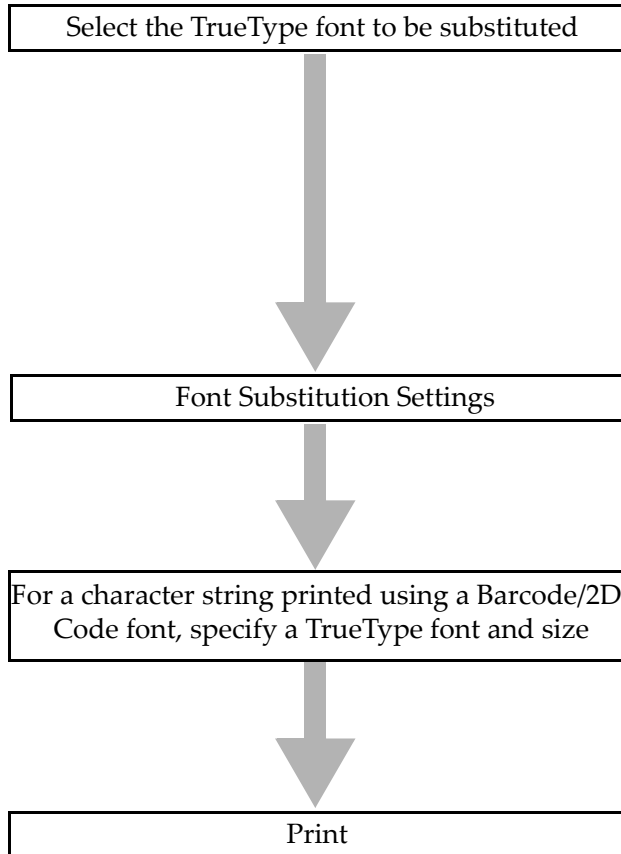 Select the TrueType font to be substituted
Font Substitution Settings
For a character string printed using a Barcode/2D
Code font, specify a TrueType font and size
Print